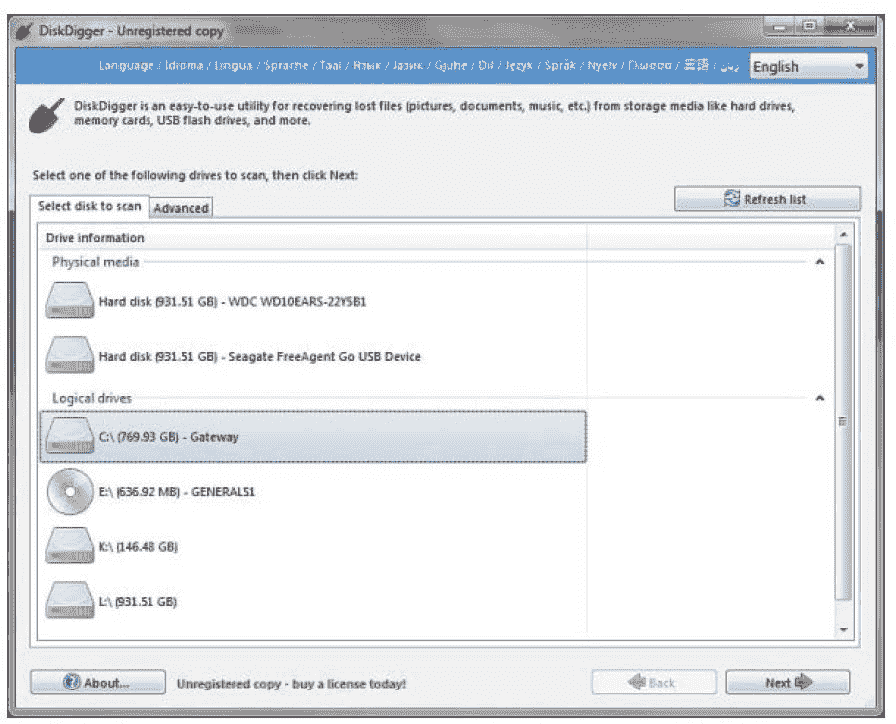 DiskDigger - Unregistered copy
Language / Idioma / Lingua / Sprache / Taal / Język / Språk / Nyelv / 英語 /
English
DiskDigger is an easy-to-use utility for recovering lost files (pictures, documents, music, etc.) from storage media like hard drives,
memory cards, USB flash drives, and more.
Select one of the following drives to scan, then click Next:
Select disk to scan
Advanced
Refresh list
Drive information
Physical media
Hard disk (931.51 GB) - WDC WD10EARS-22Y5B1
Hard disk (931.51 GB) - Seagate FreeAgent Go USB Device
Logical drives
C:\ (769.93 GB) - Gateway
E:\ (636.92 MB) - GENERALS1
K:\ (146.48 GB)
L:\ (931.51 GB)
About...
Unregistered copy - buy a license today!
Back
Next